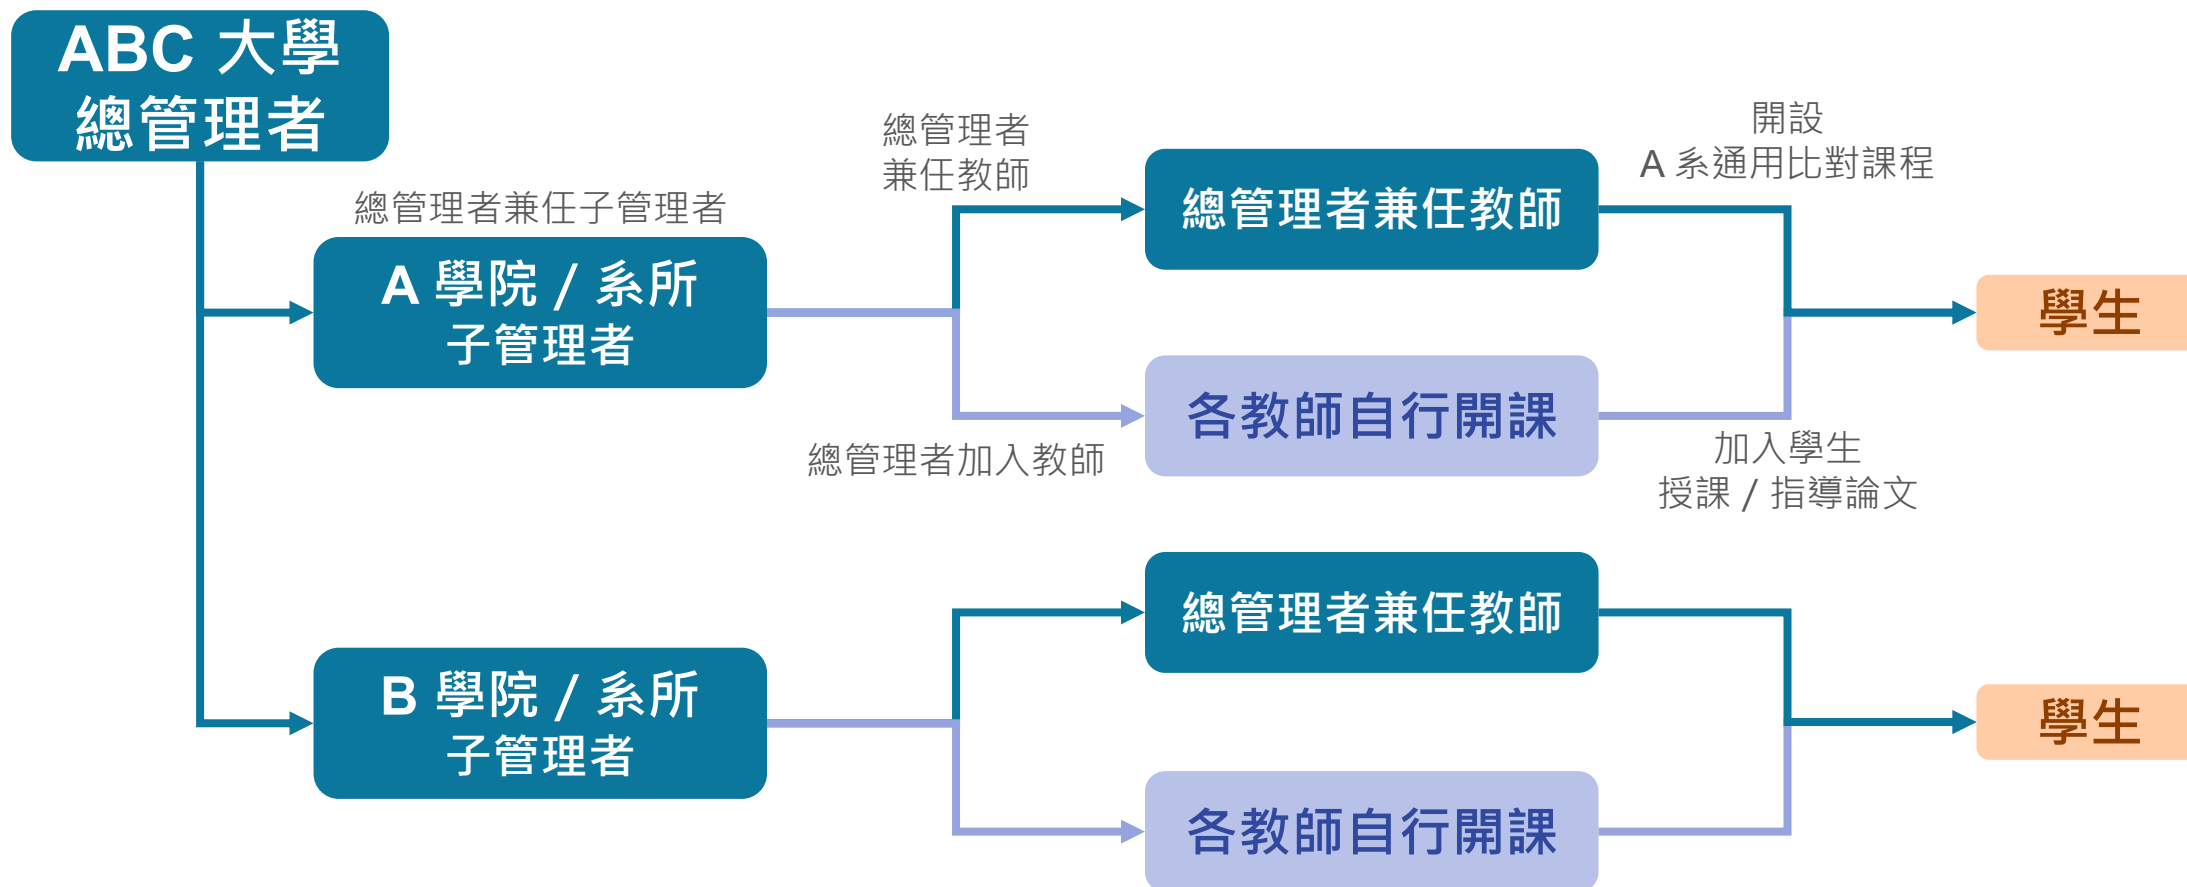 ABC 大學
總管理者
總管理者兼任子管理者
A 學院 / 系所
子管理者
總管理者
兼任教師
總管理者兼任教師
開設
A 系通用比對課程
學生
各教師自行開課
總管理者加入教師
加入學生
授課 / 指導論文
B 學院 / 系所
子管理者
總管理者兼任教師
學生
各教師自行開課